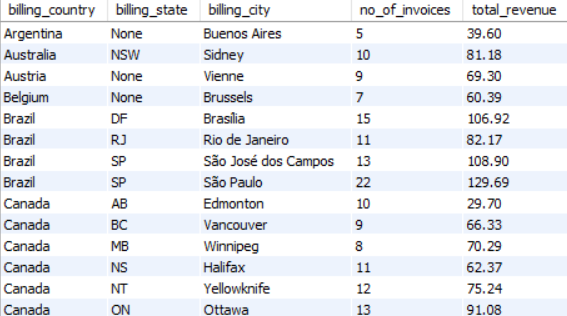 billing_country billing_state billing_city no_of_invoices total_revenue
Argentina None Buenos Aires 5 39.60
Australia NSW Sidney 10 81.18
Austria None Vienne 9 69.30
Belgium None Brussels 7 60.39
Brazil DF Brasília 15 106.92
Brazil RJ Rio de Janeiro 11 82.17
Brazil SP São José dos Campos 13 108.90
Brazil SP São Paulo 22 129.69
Canada AB Edmonton 10 29.70
Canada BC Vancouver 9 66.33
Canada MB Winnipeg 8 70.29
Canada NS Halifax 11 62.37
Canada NT Yellowknife 12 75.24
Canada ON Ottawa 13 91.08